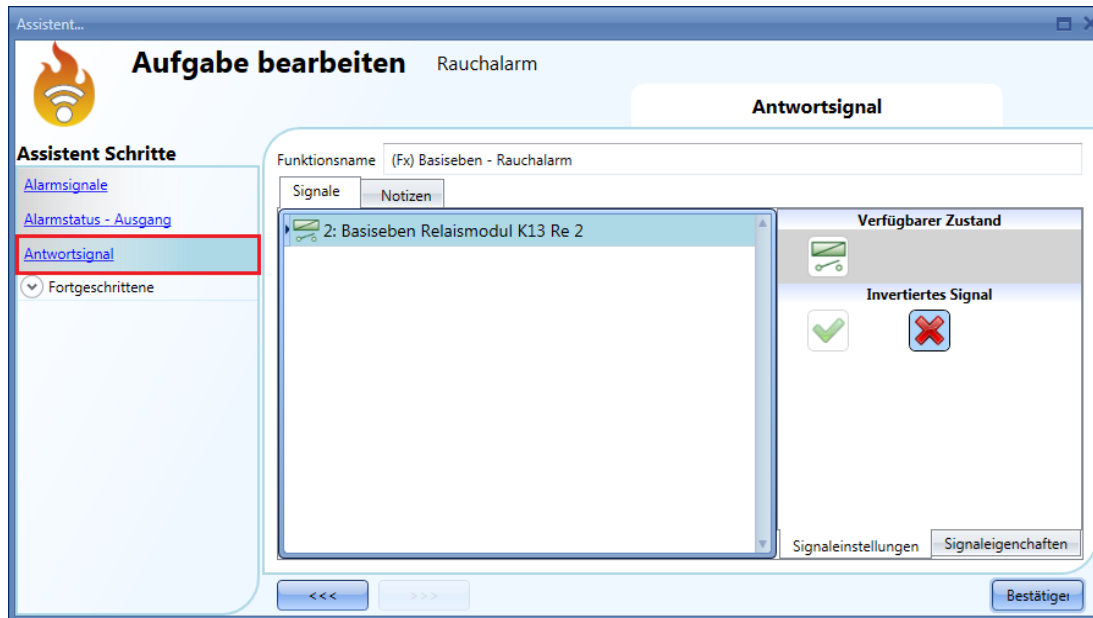 Assistent...
Aufgabe bearbeiten Rauchalarm
Antwortsignal
Assistent Schritte
Alarmsignale
Alarmstatus - Ausgang
Antwortsignal
Fortgeschrittene
Funktionsname (Fx) Basiseben - Rauchalarm
Signale Notizen
2: Basiseben Relaismodul K13 Re 2
Verfügbarer Zustand
Invertiertes Signal
Signaleinstellungen Signaleigenchaften
<<< >>> Bestätiger